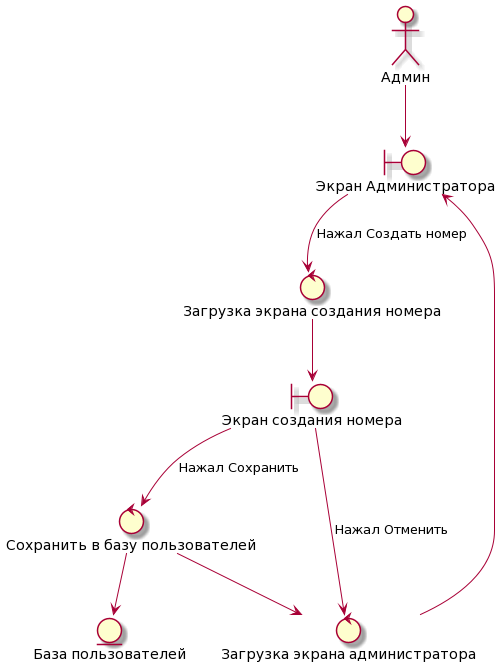 Админ
Экран Администратора
Нажал Создать номер
Загрузка экрана создания номера
Экран создания номера
Нажал Сохранить
Нажал Отменить
Сохранить в базу пользователей
База пользователей
Загрузка экрана администратора